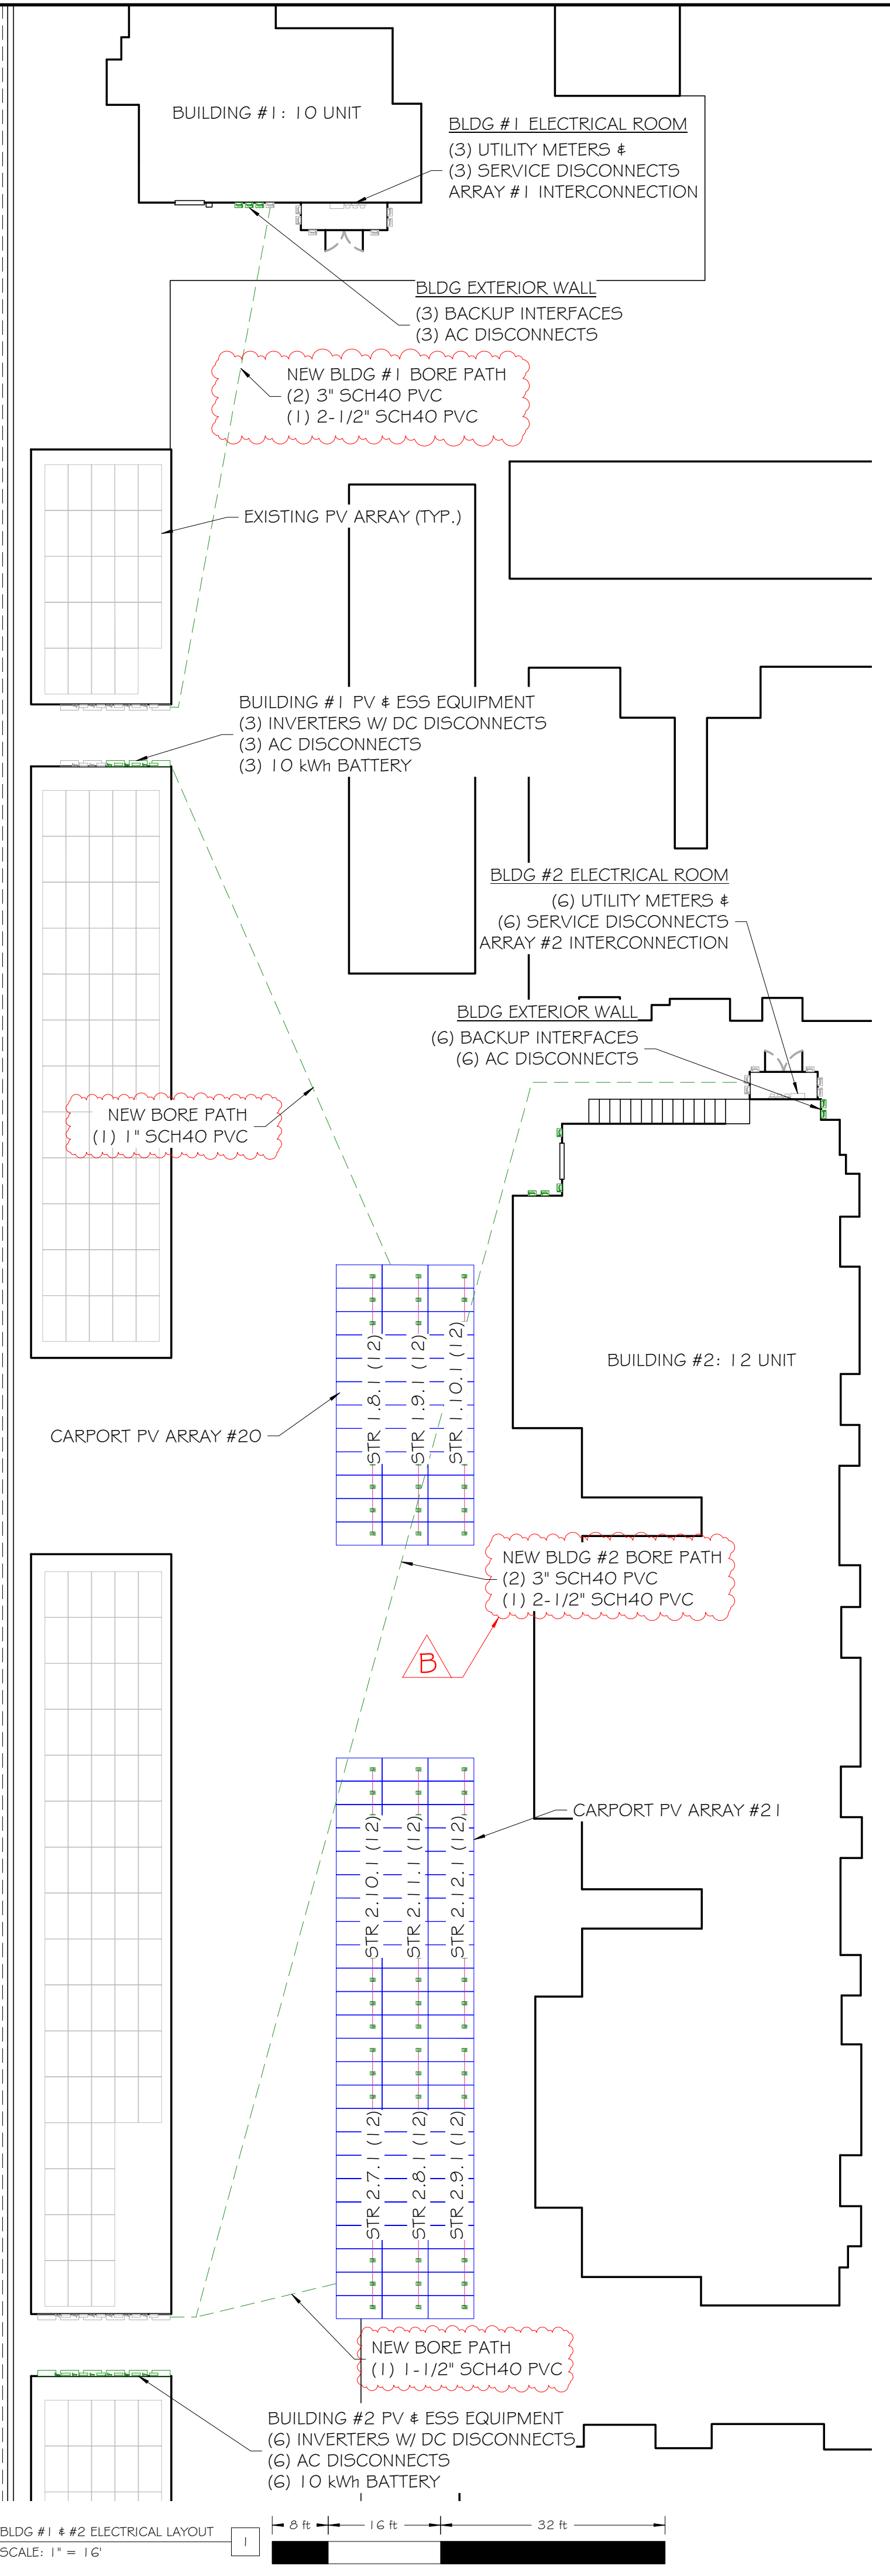 BUILDING #1: 10 UNIT
BLDG #1 ELECTRICAL ROOM
(3) UTILITY METERS &
(3) SERVICE DISCONNECTS
ARRAY #1 INTERCONNECTION
BLDG EXTERIOR WALL
(3) BACKUP INTERFACES
(3) AC DISCONNECTS
NEW BLDG #1 BORE PATH
(2) 3" SCH40 PVC
(1) 2-1/2" SCH40 PVC
EXISTING PV ARRAY (TYP.)
BUILDING #1 PV & ESS EQUIPMENT
(3) INVERTERS W/ DC DISCONNECTS
(3) AC DISCONNECTS
(3) 10 kWh BATTERY
BLDG #2 ELECTRICAL ROOM
(6) UTILITY METERS &
(6) SERVICE DISCONNECTS
ARRAY #2 INTERCONNECTION
BLDG EXTERIOR WALL
(6) BACKUP INTERFACES
(6) AC DISCONNECTS
NEW BORE PATH
(1) 1" SCH40 PVC
BUILDING #2: 12 UNIT
STR 1.8.1 (12)
STR 1.9.1 (12)
STR 1.10.1 (12)
CARPORT PV ARRAY #20
NEW BLDG #2 BORE PATH
(2) 3" SCH40 PVC
(1) 2-1/2" SCH40 PVC
B
CARPORT PV ARRAY #21
STR 2.10.1 (12)
STR 2.11.1 (12)
STR 2.12.1 (12)
STR 2.7.1 (12)
STR 2.8.1 (12)
STR 2.9.1 (12)
NEW BORE PATH
(1) 1-1/2" SCH40 PVC
BUILDING #2 PV & ESS EQUIPMENT
(6) INVERTERS W/ DC DISCONNECTS
(6) AC DISCONNECTS
(6) 10 kWh BATTERY
BLDG #1 & #2 ELECTRICAL LAYOUT
1
SCALE: 1" = 16'
8 ft
16 ft
32 ft